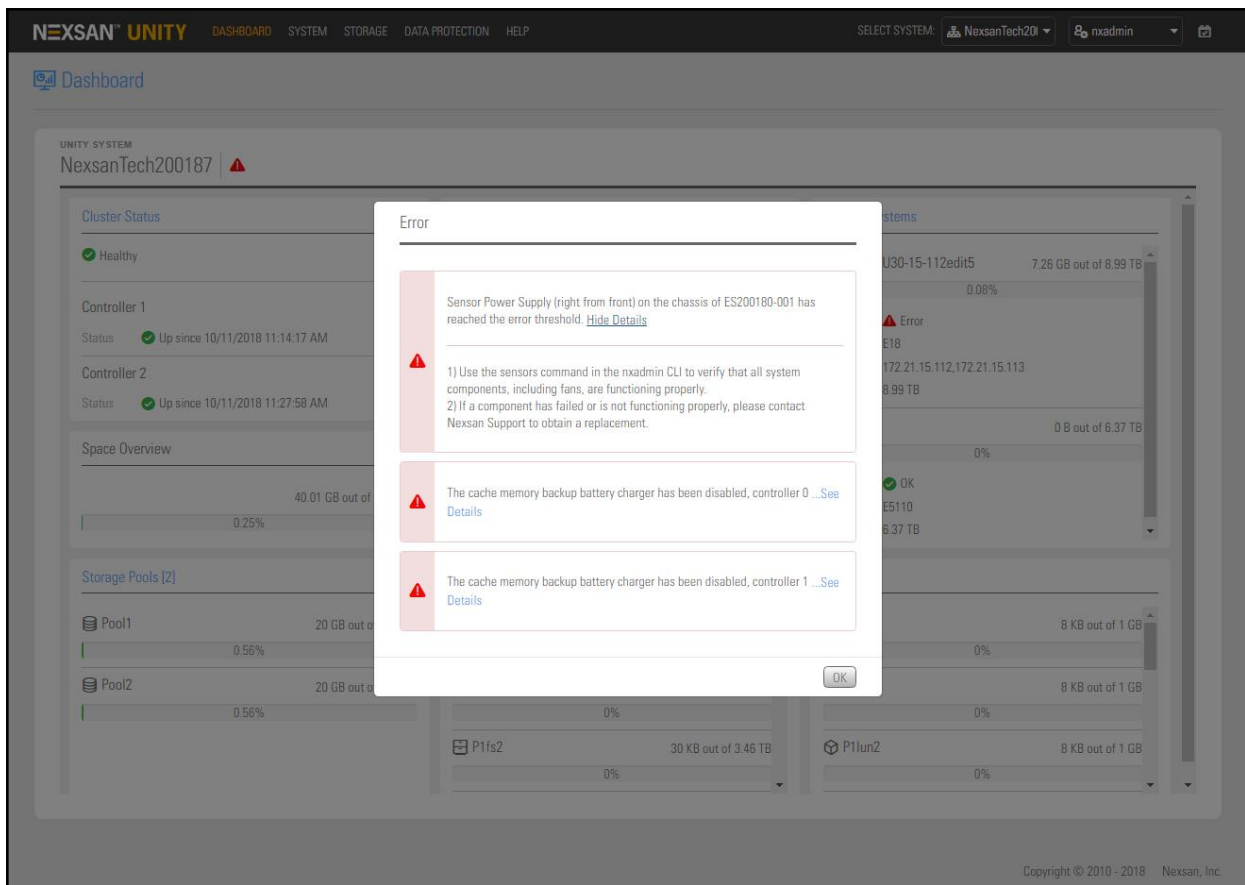 NEXSAN™ UNITY DASHBOARD SYSTEM STORAGE DATA PROTECTION HELP SELECT SYSTEM: NexsanTech20 nxadmin
Dashboard
UNITY SYSTEM
NexsanTech200187
Cluster Status
Healthy
Controller 1
Status Up since 10/11/2018 11:14:17 AM
Controller 2
Status Up since 10/11/2018 11:27:58 AM
Space Overview
40.01 GB out of
0.25%
Storage Pools [2]
Pool1 20 GB out o
0.56%
Pool2 20 GB out o
0.56%
Error
Sensor Power Supply (right from front) on the chassis of ES200180-001 has
reached the error threshold. Hide Details
1) Use the sensors command in the nxadmin CLI to verify that all system
components, including fans, are functioning properly.
2) If a component has failed or is not functioning properly, please contact
Nexsan Support to obtain a replacement.
The cache memory backup battery charger has been disabled, controller 0 ...See
Details
The cache memory backup battery charger has been disabled, controller 1 ...See
Details
OK
0%
P1fs2 30 KB out of 3.46 TB
0%
stems
U30-15-112edit5 7.26 GB out of 8.99 TB
0.08%
Error
E18
172.21.15.112,172.21.15.113
8.99 TB
0 B out of 6.37 TB
0%
OK
E5110
6.37 TB
8 KB out of 1 GB
0%
8 KB out of 1 GB
0%
P1lun2 8 KB out of 1 GB
0%
Copyright © 2010 - 2018 Nexsan, Inc.